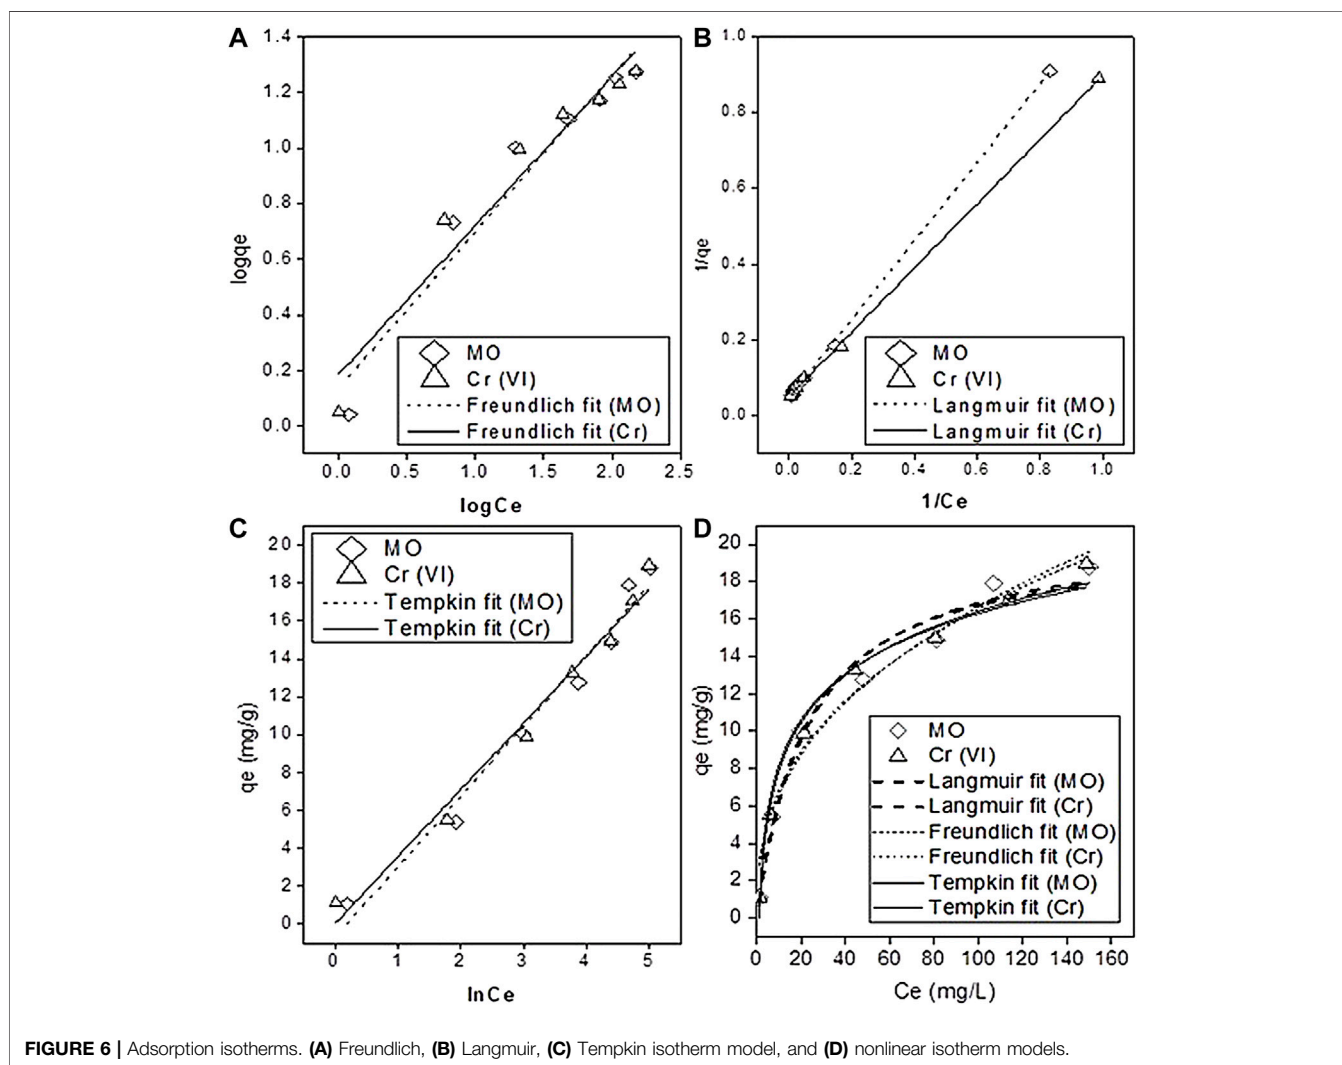 A
1.4
1.2
1.0
0.8
0.6
0.4
0.2
0.0
logqe
MO
Cr (VI)
Freundlich fit (MO)
Freundlich fit (Cr)
0.0 0.5 1.0 1.5 2.0 2.5
logCe
B
1.0
0.8
0.6
0.4
0.2
0.0
1/qe
MO
Cr (VI)
Langmuir fit (MO)
Langmuir fit (Cr)
0.0 0.2 0.4 0.6 0.8 1.0
1/Ce
C
20
18
16
14
12
10
8
6
4
2
0
qe (mg/g)
MO
Cr (VI)
Tempkin fit (MO)
Tempkin fit (Cr)
0 1 2 3 4 5
lnCe
D
20
18
16
14
12
10
8
6
4
2
0
qe (mg/g)
MO
Cr (VI)
Langmuir fit (MO)
Langmuir fit (Cr)
Freundlich fit (MO)
Freundlich fit (Cr)
Tempkin fit (MO)
Tempkin fit (Cr)
0 20 40 60 80 100 120 140 160
Ce (mg/L)
FIGURE 6 | Adsorption isotherms. (A) Freundlich, (B) Langmuir, (C) Tempkin isotherm model, and (D) nonlinear isotherm models.